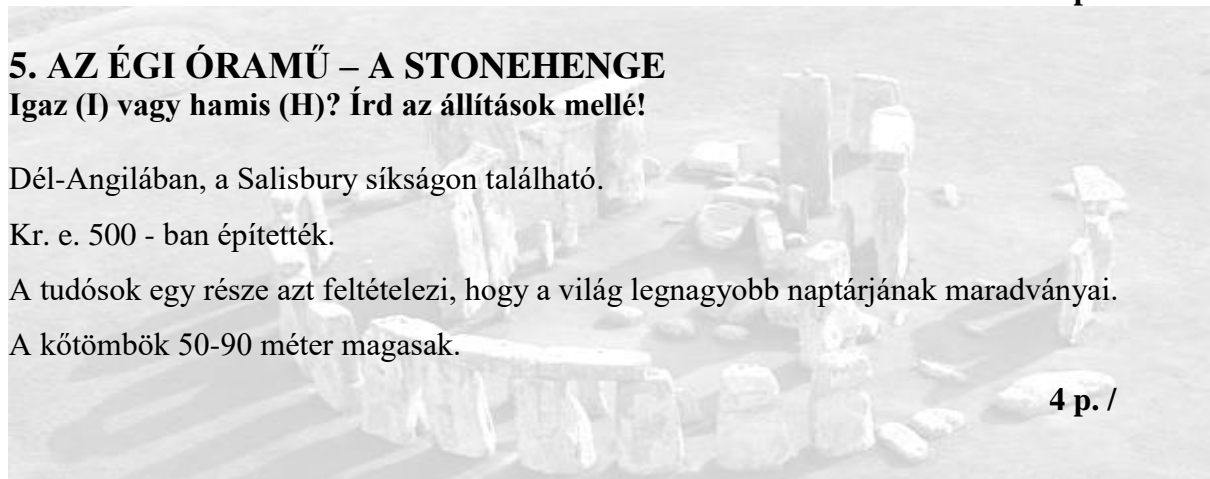 5. AZ ÉGI ÓRAMŰ – A STONEHENGE
Igaz (I) vagy hamis (H)? Írd az állítások mellé!
Dél-Angilában, a Salisbury síkságon található.
Kr. e. 500 - ban építették.
A tudósok egy része azt feltételezi, hogy a világ legnagyobb naptárjának maradványai.
A kőtömbök 50-90 méter magasak.
4 p. /